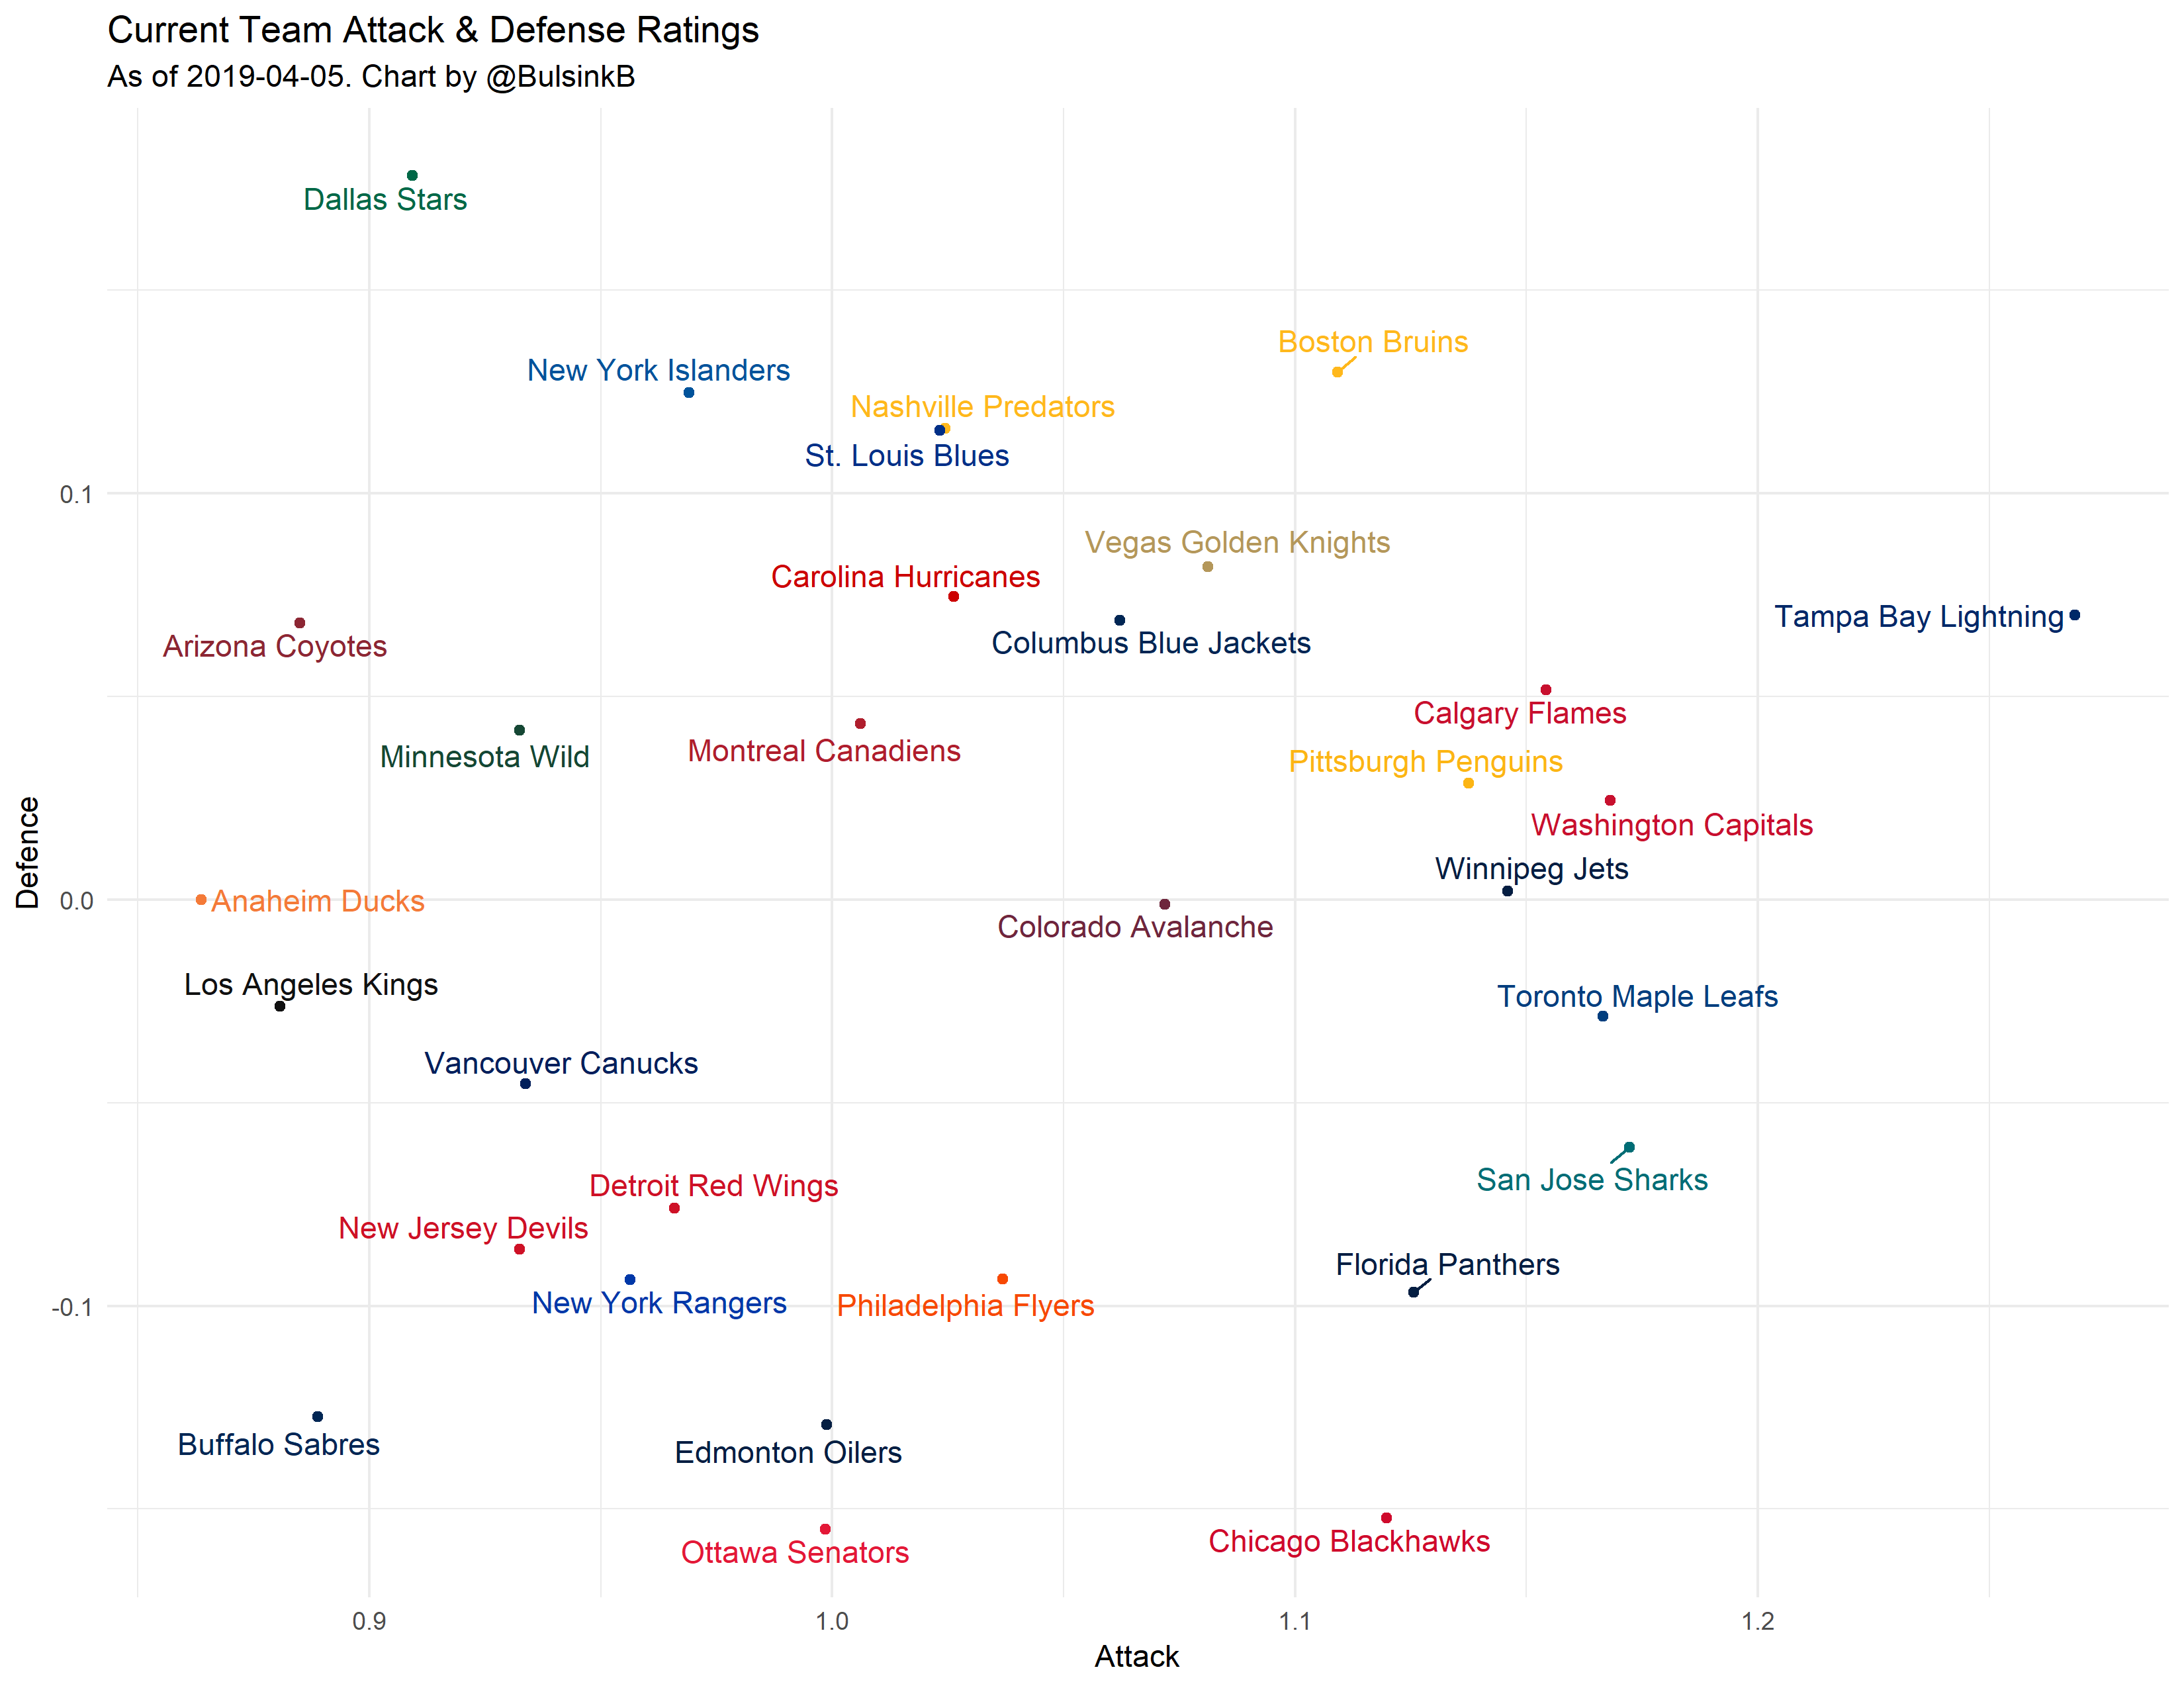 Current Team Attack & Defense Ratings
As of 2019-04-05. Chart by @BulsinkB
Dallas Stars
Boston Bruins
New York Islanders
Nashville Predators
St. Louis Blues
0.1
Vegas Golden Knights
Carolina Hurricanes
Tampa Bay Lightning
Columbus Blue Jackets
Arizona Coyotes
Calgary Flames
Montreal Canadiens
Minnesota Wild
Pittsburgh Penguins
Washington Capitals
Defence
Winnipeg Jets
0.0
Anaheim Ducks
Colorado Avalanche
Los Angeles Kings
Toronto Maple Leafs
Vancouver Canucks
San Jose Sharks
Detroit Red Wings
New Jersey Devils
Florida Panthers
New York Rangers
Philadelphia Flyers
-0.1
Buffalo Sabres
Edmonton Oilers
Chicago Blackhawks
Ottawa Senators
0.9
1.0
1.1
1.2
Attack